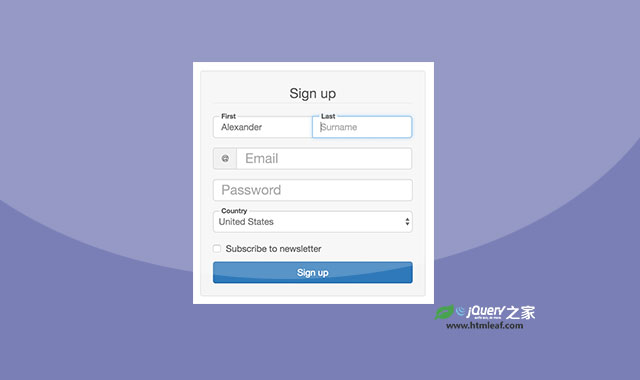 Sign up
First Last
Alexander Surname
@ Email
Password
Country
United States
Subscribe to newsletter
Sign up
jQuery之家
www.htmleaf.com